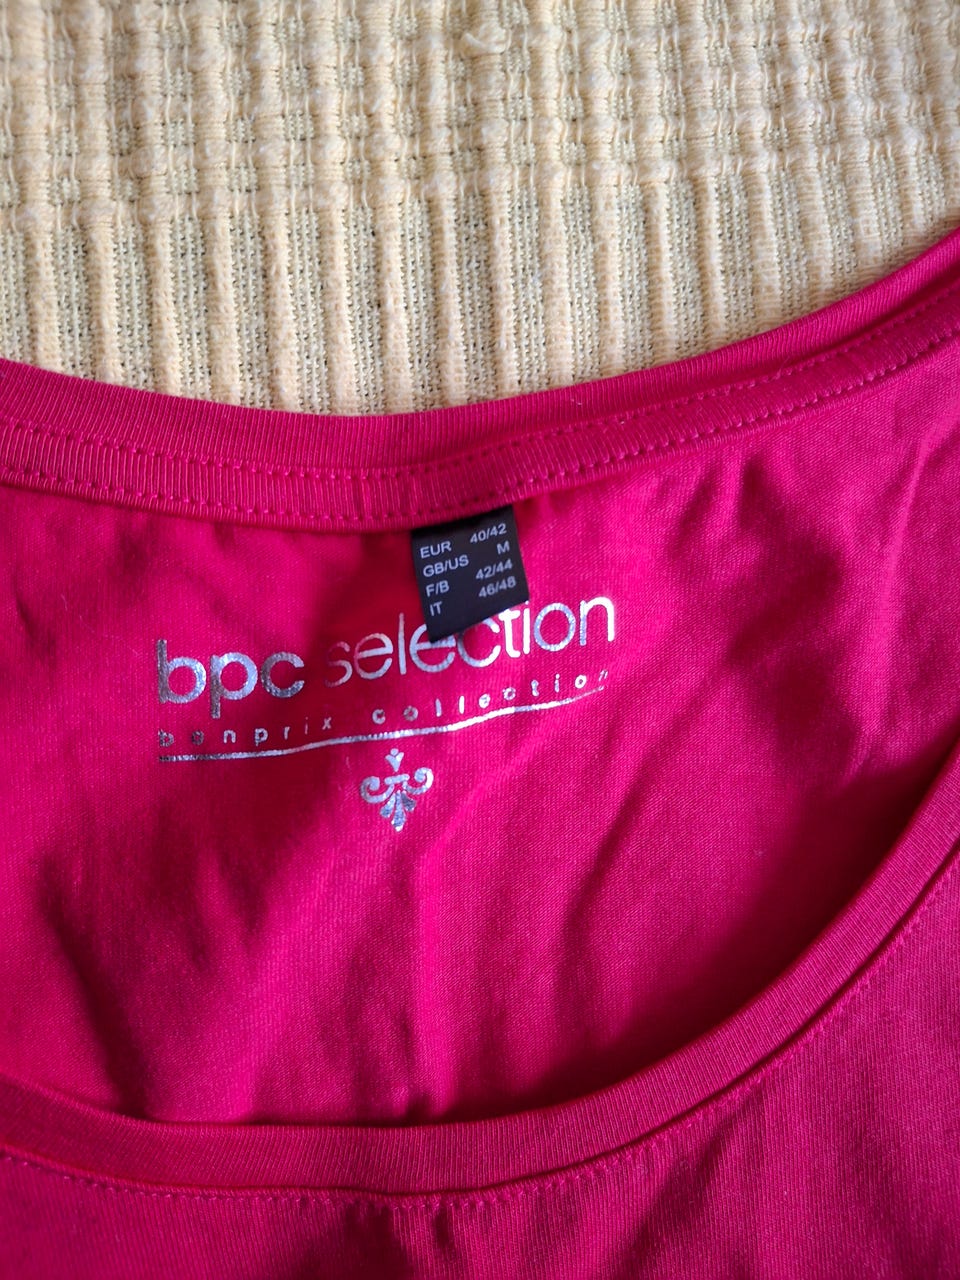 EUR 40/42
GB/US M
F/B 42/44
IT 46/48
bpc selection
bonprix collection